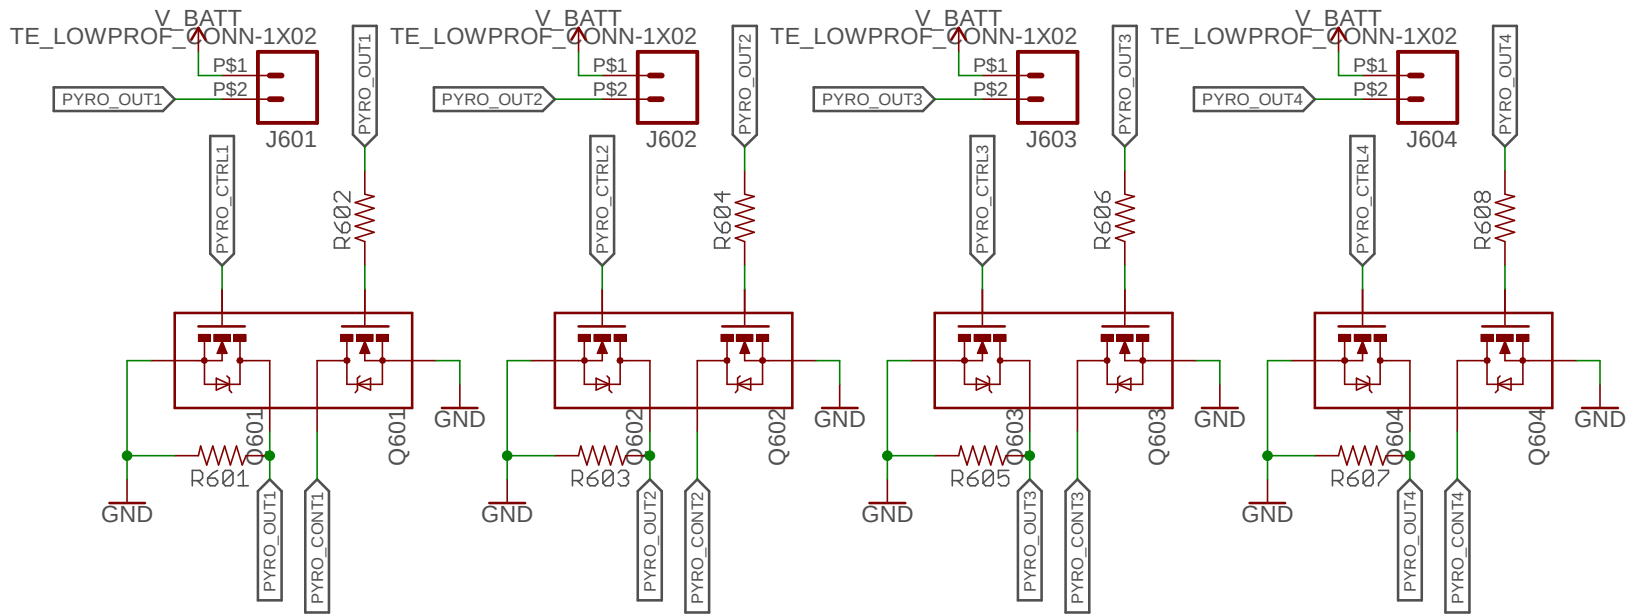 V_BATT
TE_LOWPROF_CONN-1X02
P$1
P$2
PYRO_OUT1
J601
PYRO_OUT1
PYRO_CTRL1
R602
Q601
Q601
GND
R601
GND
PYRO_OUT1
PYRO_CONT1
V_BATT
TE_LOWPROF_CONN-1X02
P$1
P$2
PYRO_OUT2
J602
PYRO_OUT2
PYRO_CTRL2
R604
Q602
Q602
GND
R603
GND
PYRO_OUT2
PYRO_CONT2
V_BATT
TE_LOWPROF_CONN-1X02
P$1
P$2
PYRO_OUT3
J603
PYRO_OUT3
PYRO_CTRL3
R606
Q603
Q603
GND
R605
GND
PYRO_OUT3
PYRO_CONT3
V_BATT
TE_LOWPROF_CONN-1X02
P$1
P$2
PYRO_OUT4
J604
PYRO_OUT4
PYRO_CTRL4
R608
Q604
Q604
GND
R607
GND
PYRO_OUT4
PYRO_CONT4